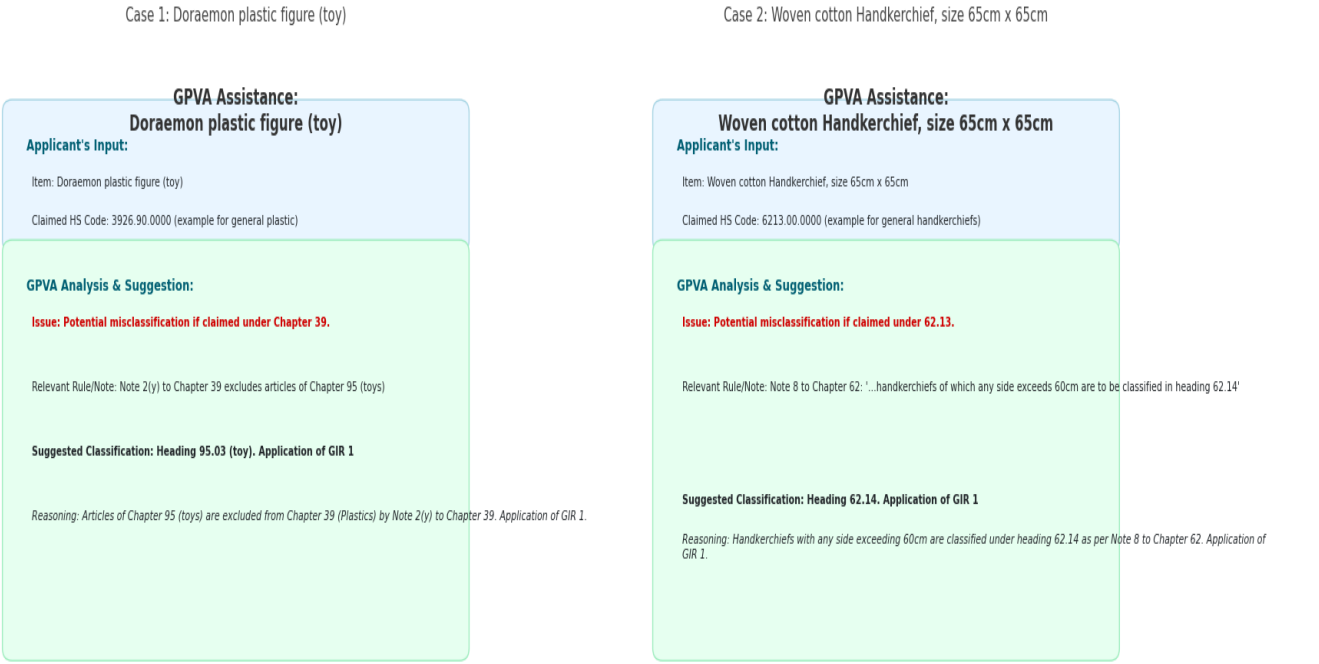 Case 1: Doraemon plastic figure (toy)
GPVA Assistance:
Doraemon plastic figure (toy)
Applicant's Input:
Item: Doraemon plastic figure (toy)
Claimed HS Code: 3926.90.0000 (example for general plastic)
GPVA Analysis & Suggestion:
Issue: Potential misclassification if claimed under Chapter 39.
Relevant Rule/Note: Note 2(y) to Chapter 39 excludes articles of Chapter 95 (toys)
Suggested Classification: Heading 95.03 (toy). Application of GIR 1
Reasoning: Articles of Chapter 95 (toys) are excluded from Chapter 39 (Plastics) by Note 2(y) to Chapter 39. Application of GIR 1.
Case 2: Woven cotton Handkerchief, size 65cm x 65cm
GPVA Assistance:
Woven cotton Handkerchief, size 65cm x 65cm
Applicant's Input:
Item: Woven cotton Handkerchief, size 65cm x 65cm
Claimed HS Code: 6213.00.0000 (example for general handkerchiefs)
GPVA Analysis & Suggestion:
Issue: Potential misclassification if claimed under 62.13.
Relevant Rule/Note: Note 8 to Chapter 62: '...handkerchiefs of which any side exceeds 60cm are to be classified in heading 62.14'
Suggested Classification: Heading 62.14. Application of GIR 1
Reasoning: Handkerchiefs with any side exceeding 60cm are classified under heading 62.14 as per Note 8 to Chapter 62. Application of
GIR 1.